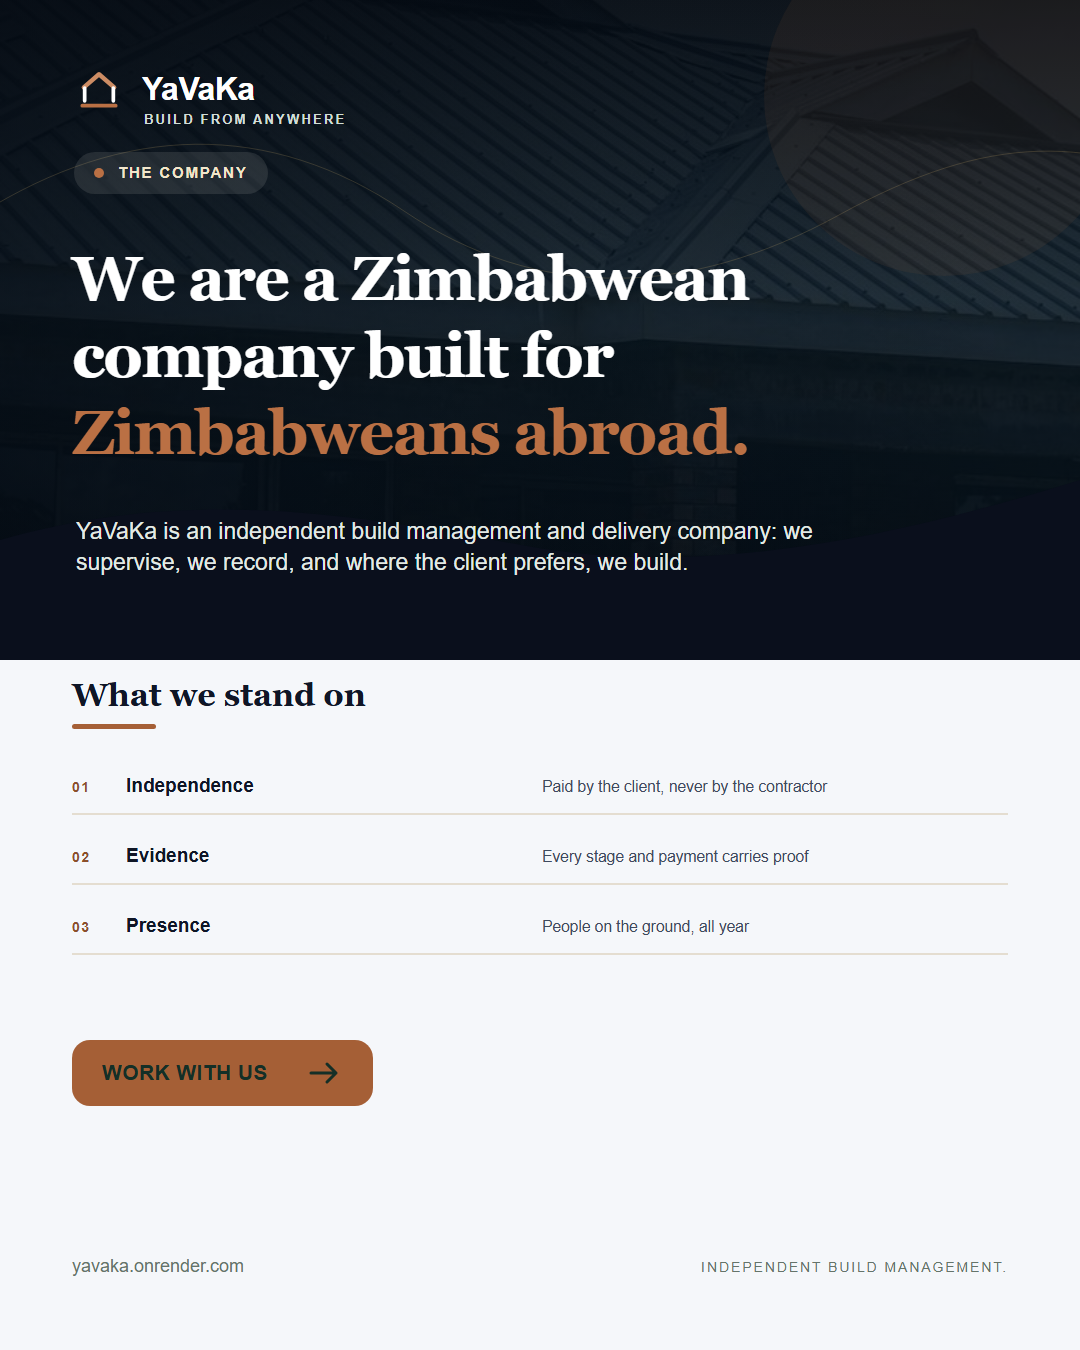 YaVaKa
BUILD FROM ANYWHERE
THE COMPANY
We are a Zimbabwean
company built for
Zimbabweans abroad.
YaVaKa is an independent build management and delivery company: we
supervise, we record, and where the client prefers, we build.
What we stand on
01 Independence Paid by the client, never by the contractor
02 Evidence Every stage and payment carries proof
03 Presence People on the ground, all year
WORK WITH US
yavaka.onrender.com INDEPENDENT BUILD MANAGEMENT.